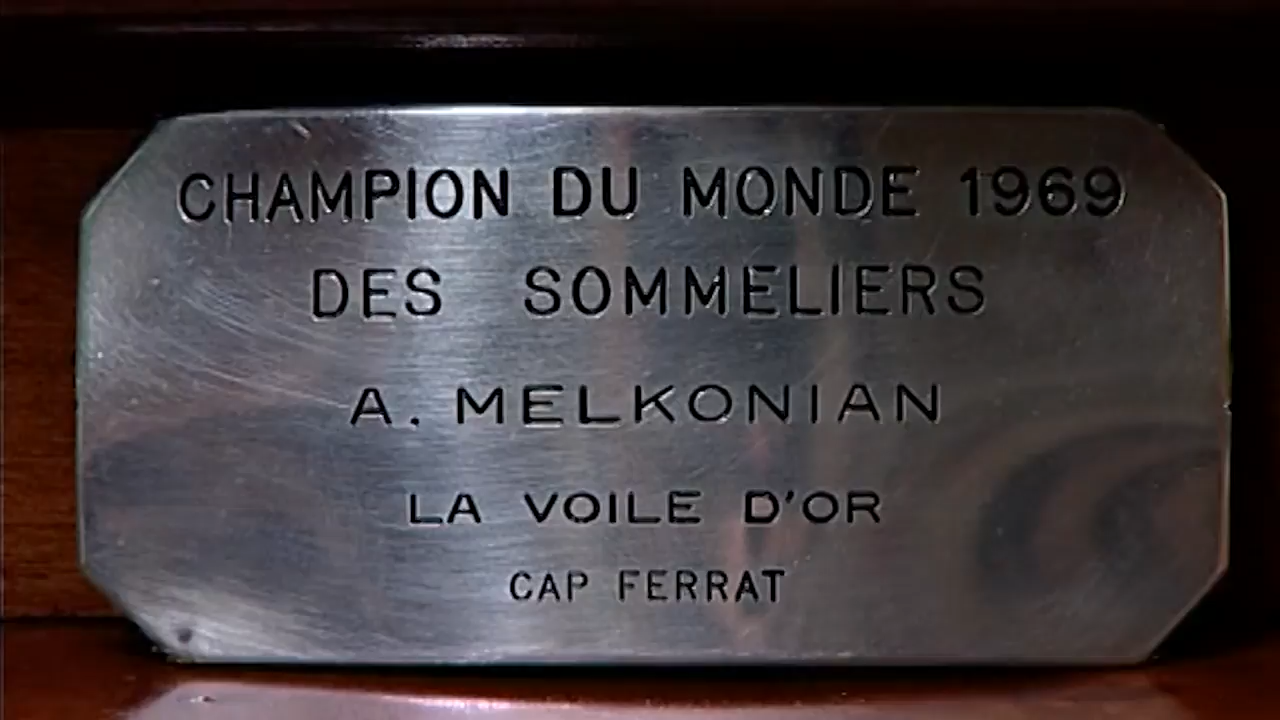 CHAMPION DU MONDE 1969
DES SOMMELIERS
A. MELKONIAN
LA VOILE D'OR
CAP FERRAT